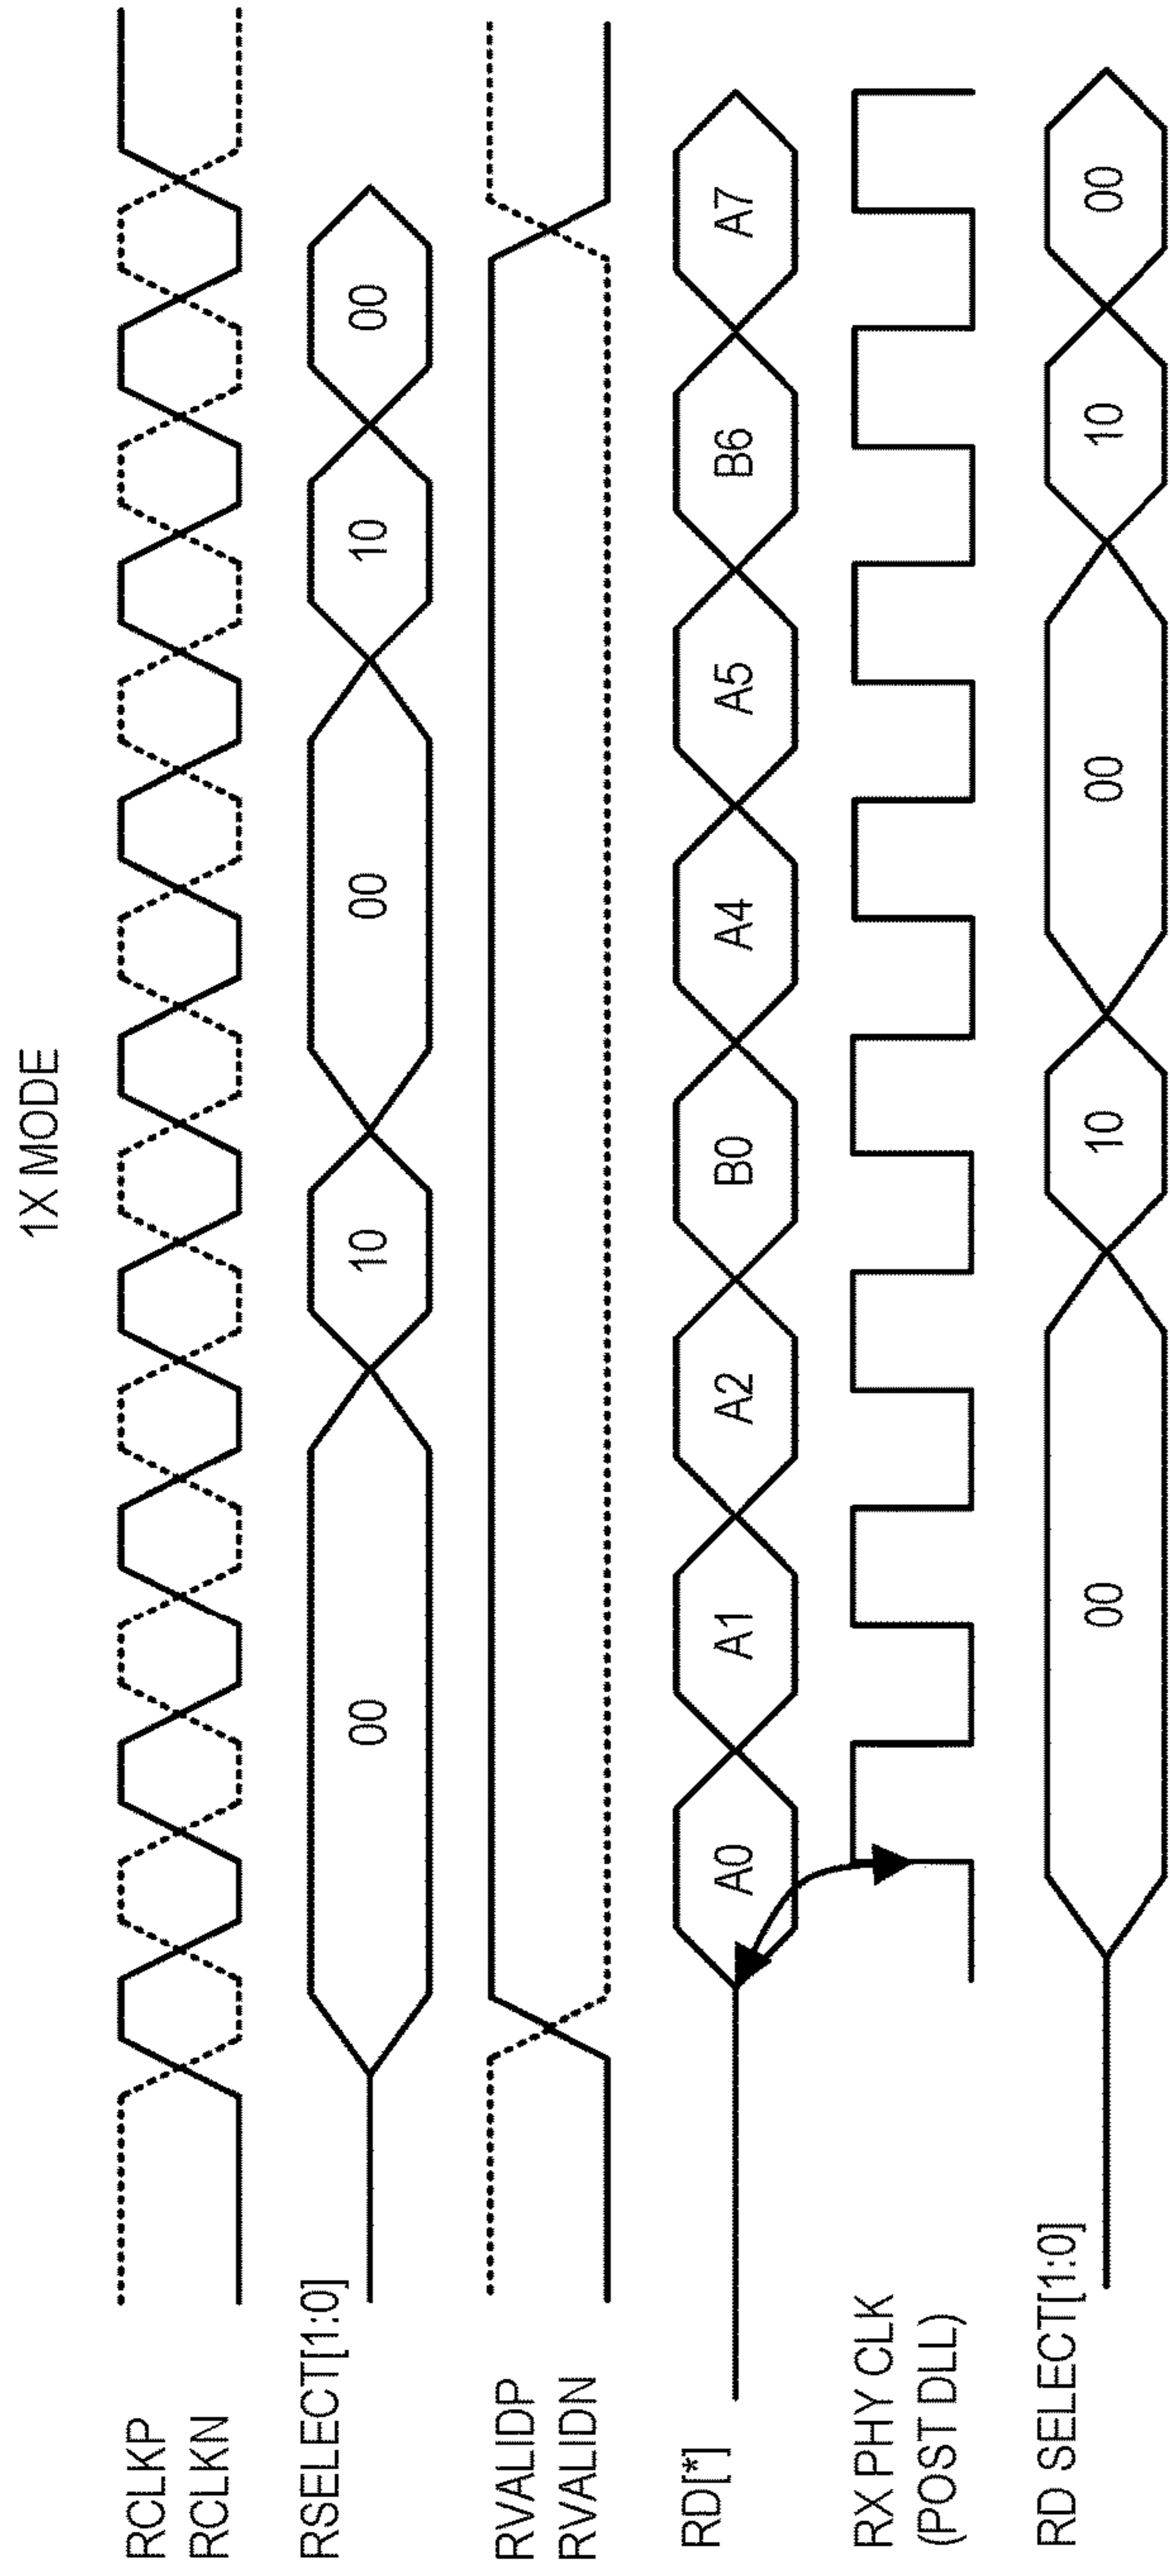 1X MODE
RCLKP
RCLKN
RSELECT[1:0]
00
10
00
10
00
RVALIDP
RVALIDN
RD[*]
A0
A1
A2
B0
A4
A5
B6
A7
RX PHY CLK
(POST DLL)
RD SELECT[1:0]
00
10
00
10
00